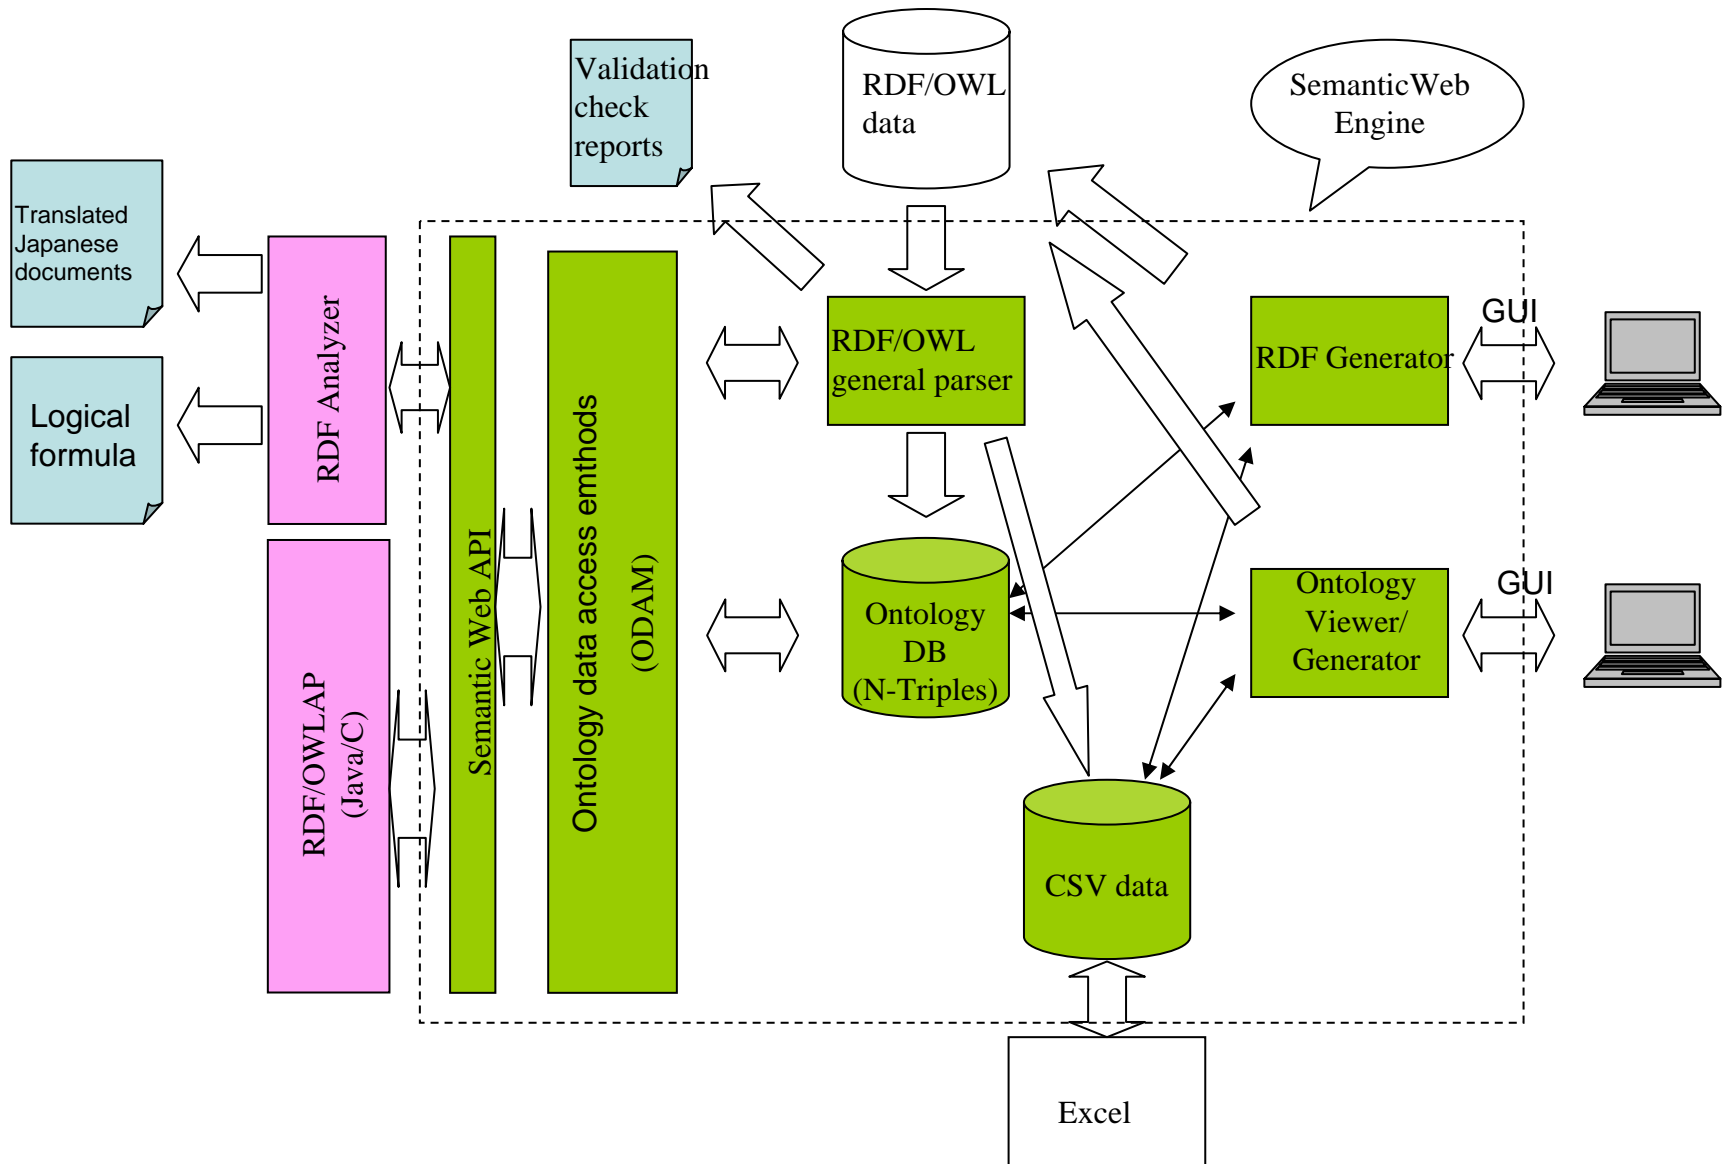 Validation
check
reports
RDF/OWL
data
SemanticWeb
Engine
Translated
Japanese
documents
Logical
formula
RDF Analyzer
RDF/OWLAP
(Java/C)
Semantic Web API
Ontology data access emthods
(ODAM)
RDF/OWL
general parser
RDF Generator
GUI
Ontology
DB
(N-Triples)
Ontology
Viewer/
Generator
GUI
CSV data
Excel